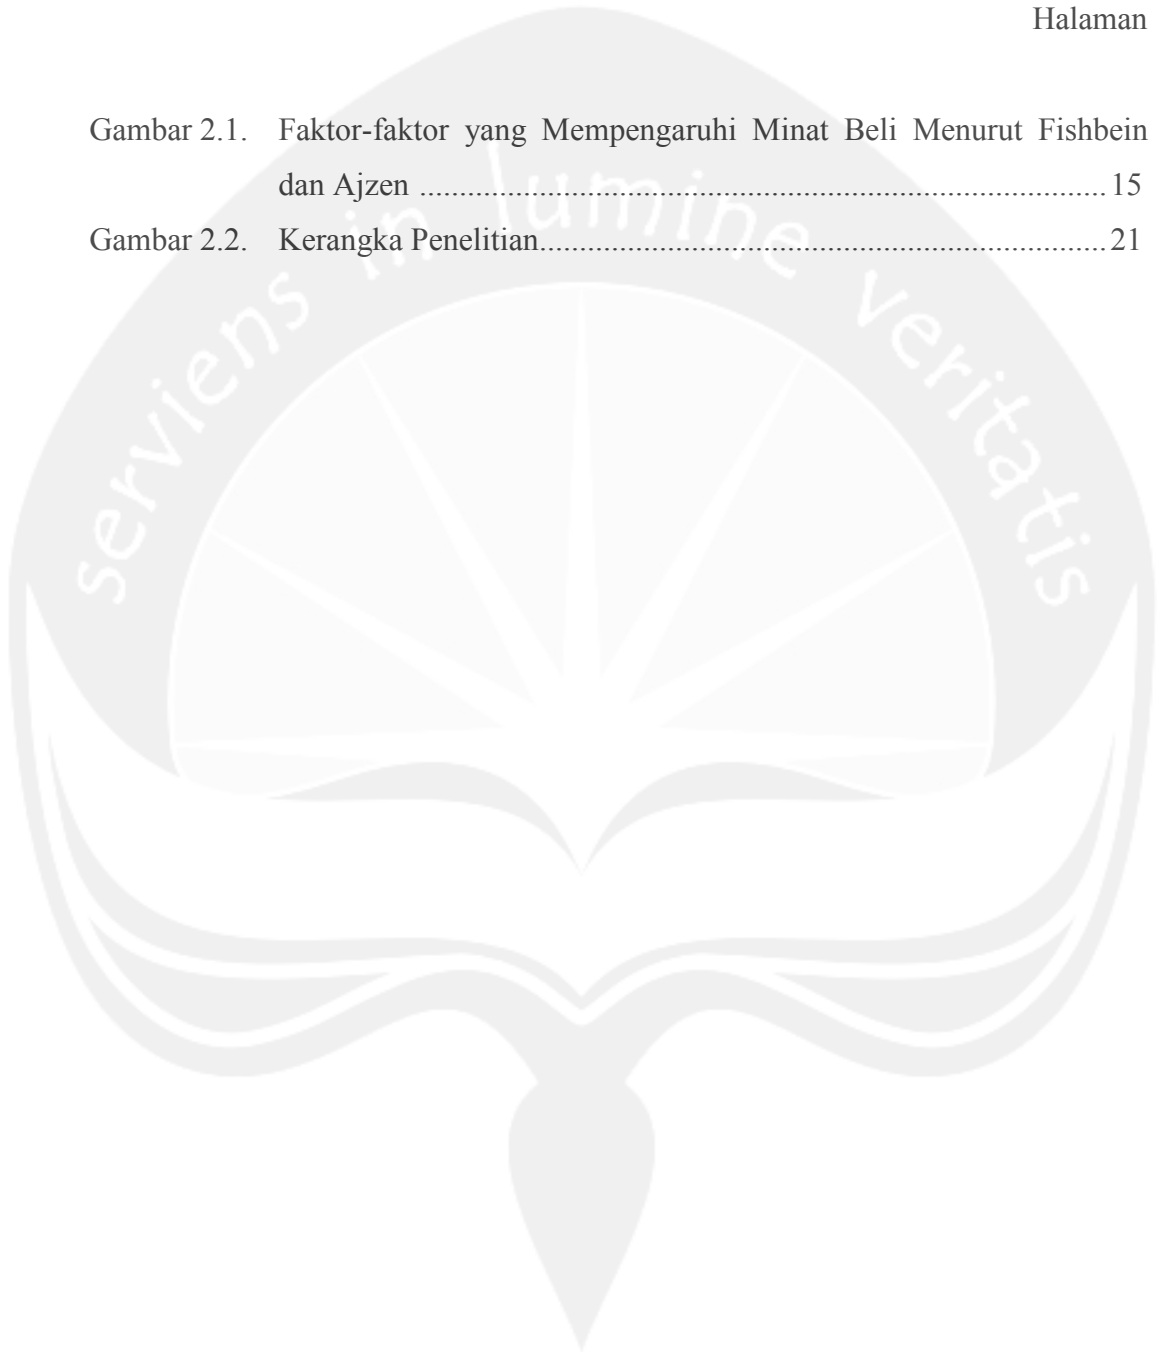 Halaman
Gambar 2.1. Faktor-faktor yang Mempengaruhi Minat Beli Menurut Fishbein
dan Ajzen ........................................................................... 15
Gambar 2.2. Kerangka Penelitian.............................................................. 21
serviens in lumine veritatis